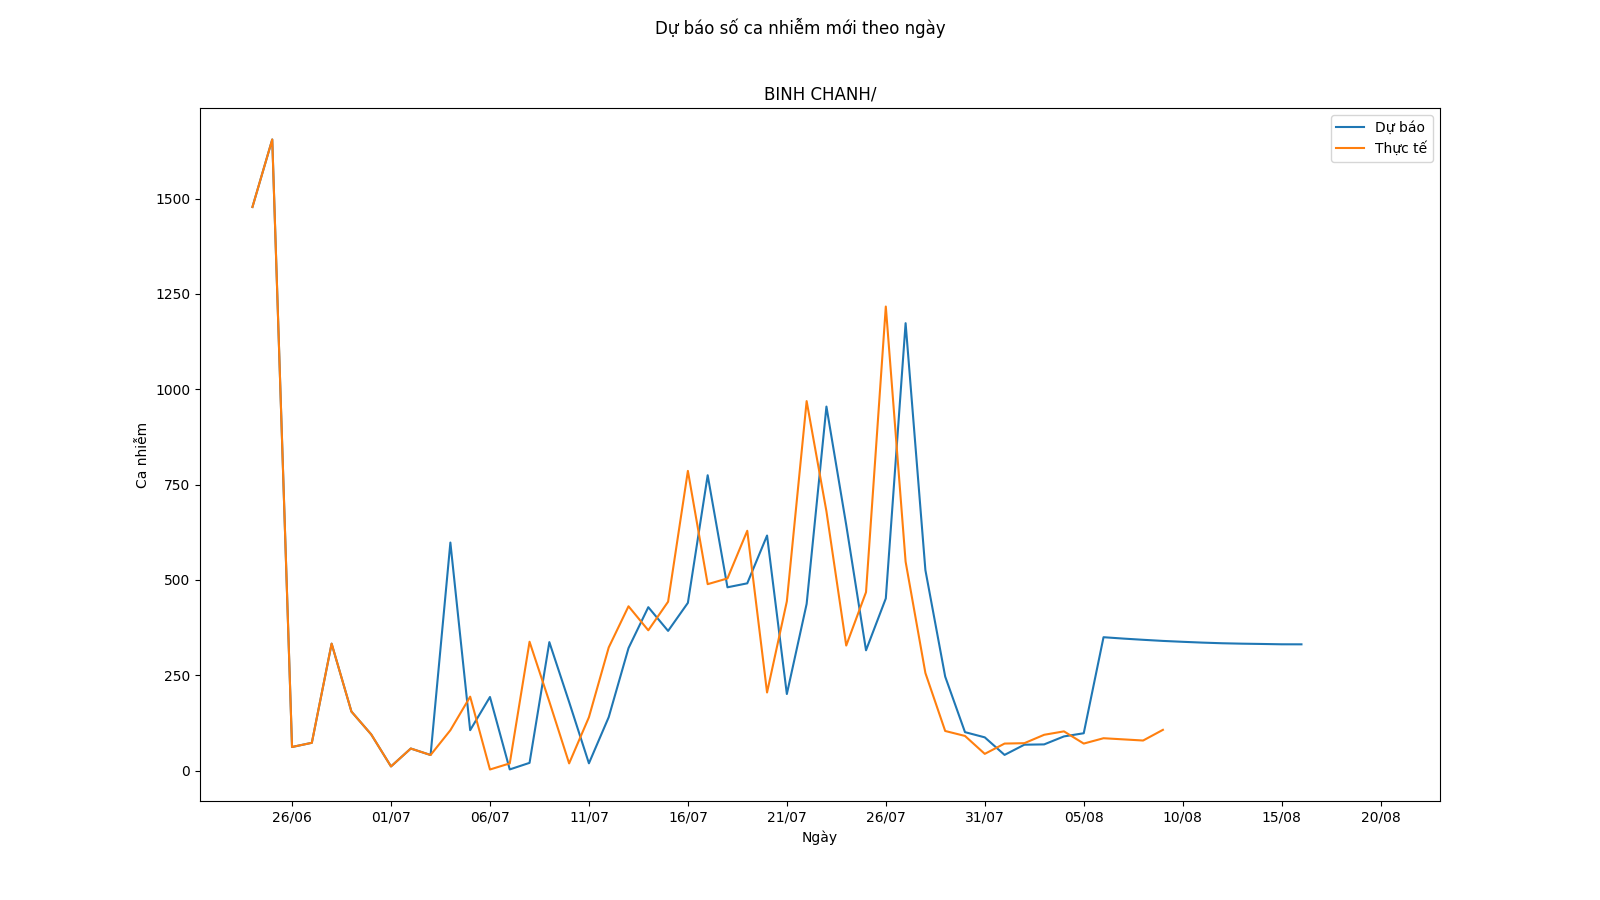 Dự báo số ca nhiễm mới theo ngày
BINH CHANH/
Dự báo
Thực tế
Ca nhiễm
1500
1250
1000
750
500
250
0
26/06 01/07 06/07 11/07 16/07 21/07 26/07 31/07 05/08 10/08 15/08 20/08
Ngày